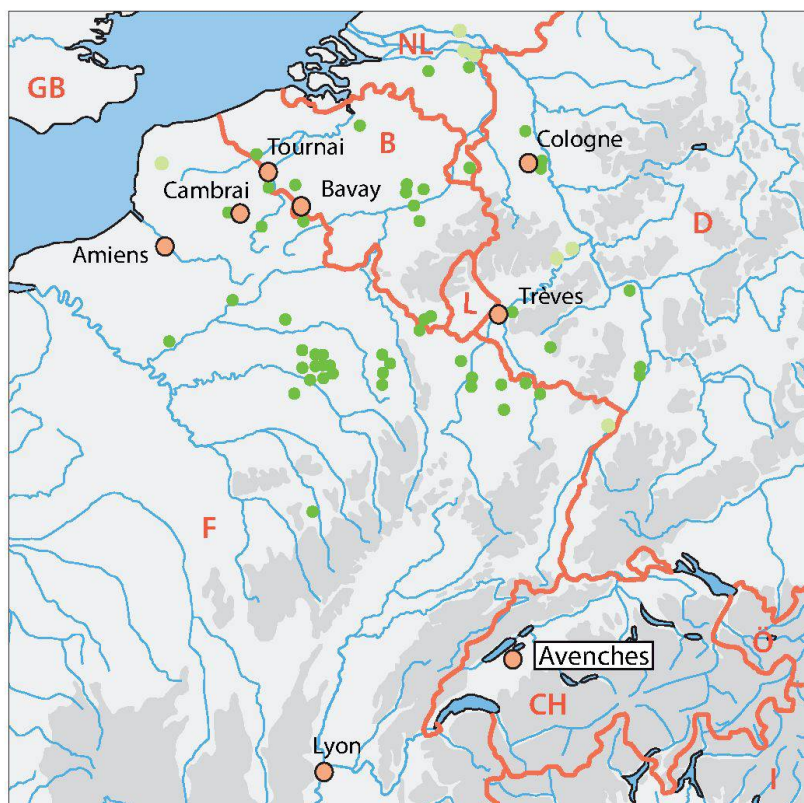 NL
GB
Tournai
B
Cologne
Cambrai
Bavay
Amiens
D
L
Trèves
F
Avenches
Ö
CH
Lyon
I